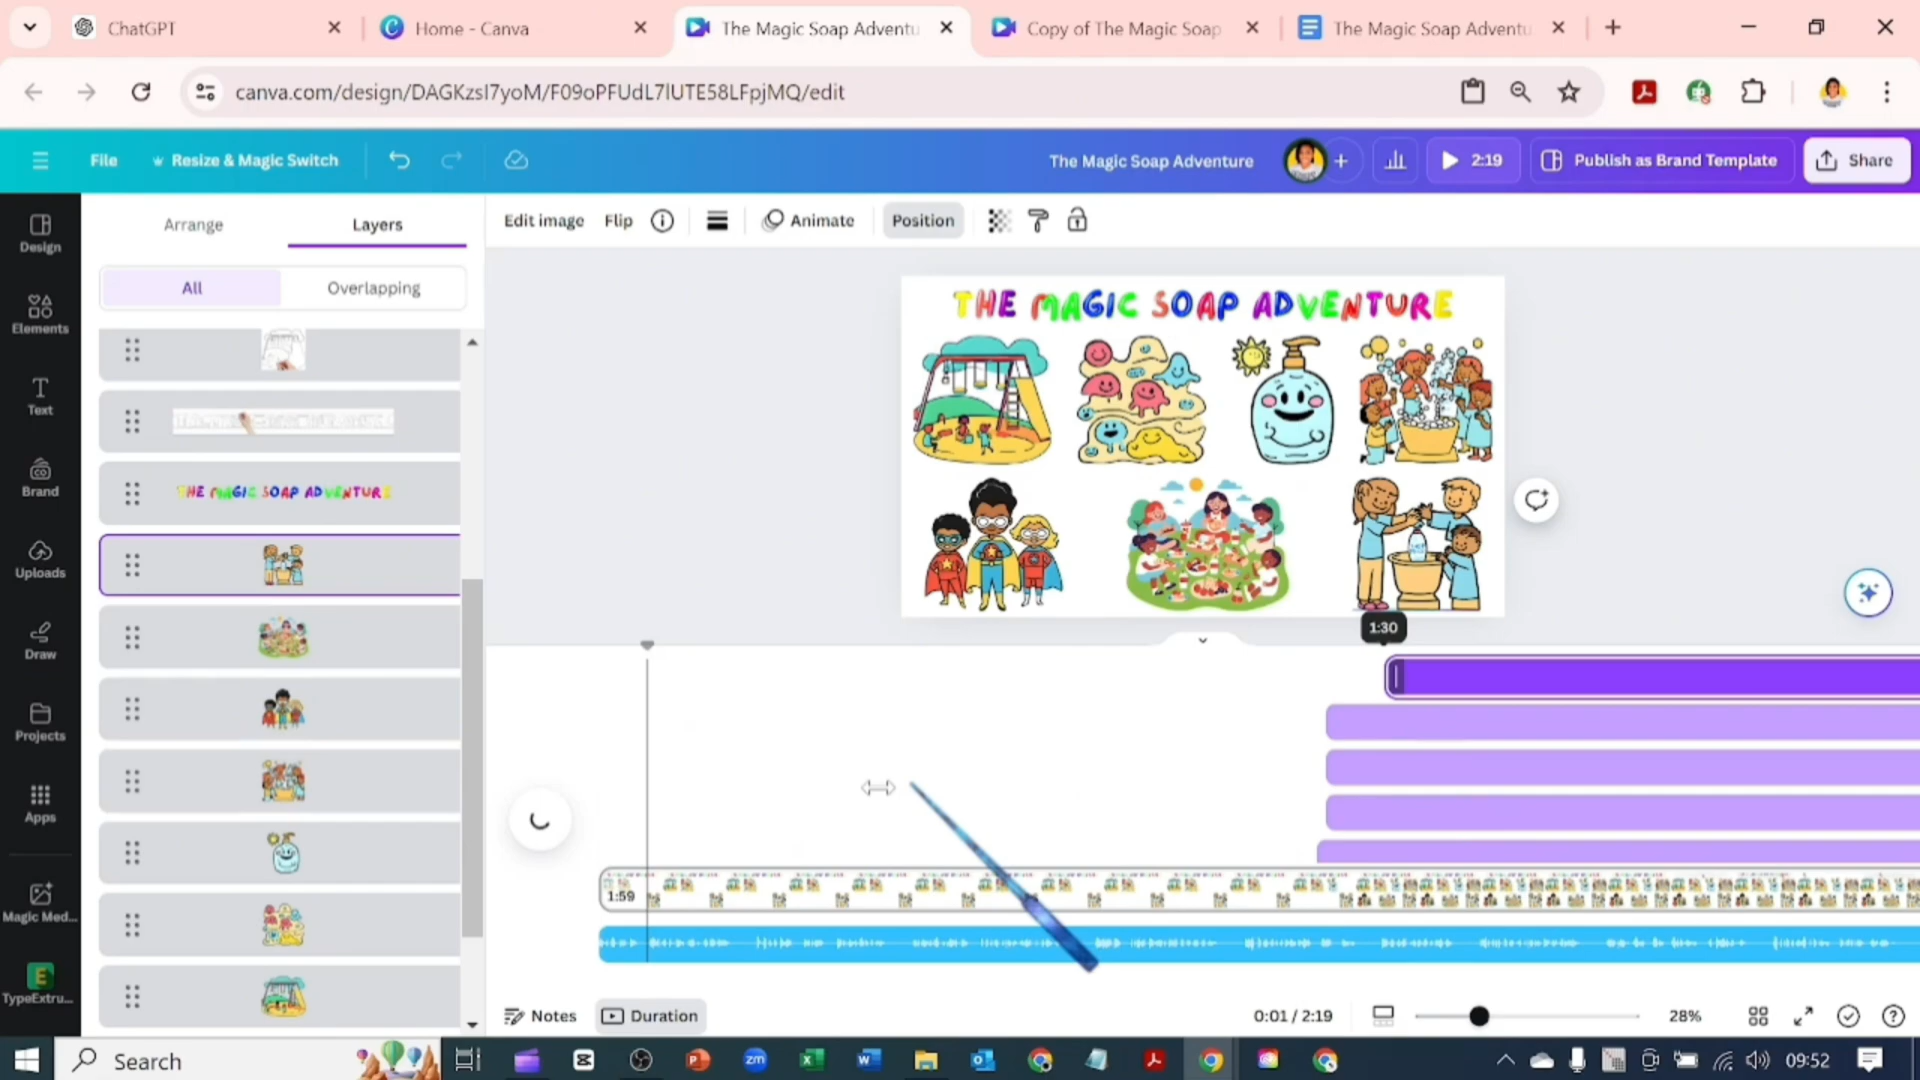 ChatGPT
Home - Canva
The Magic Soap Adventu
Copy of The Magic Soap
The Magic Soap Adventu
canva.com/design/DAGKzsI7yoM/F09oPFUdL7lUTE58LFpjMQ/edit
File
Resize & Magic Switch
The Magic Soap Adventure
2:19
Publish as Brand Template
Share
Design
Elements
Text
Brand
Uploads
Draw
Projects
Apps
Magic Med...
TypeExtru...
Arrange
Layers
All
Overlapping
THE MAGIC SOAP ADVENTURE
Edit image
Flip
Animate
Position
THE MAGIC SOAP ADVENTURE
1:30
1:59
Notes
Duration
0:01 / 2:19
28%
Search
09:52